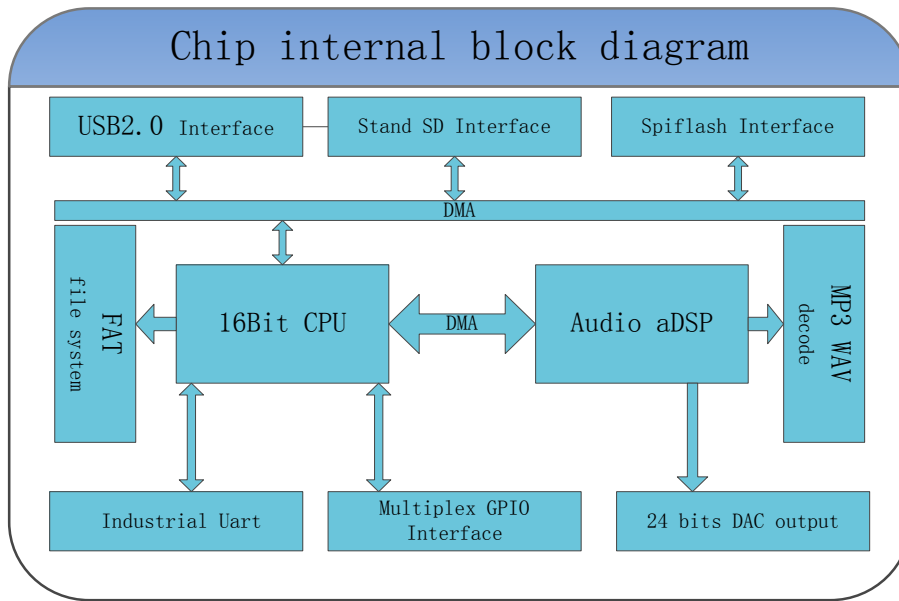 Chip internal block diagram
USB2.0 Interface
Stand SD Interface
Spiflash Interface
DMA
FAT
file system
16Bit CPU
DMA
Audio aDSP
MP3 WAV
decode
Industrial Uart
Multiplex GPIO
Interface
24 bits DAC output